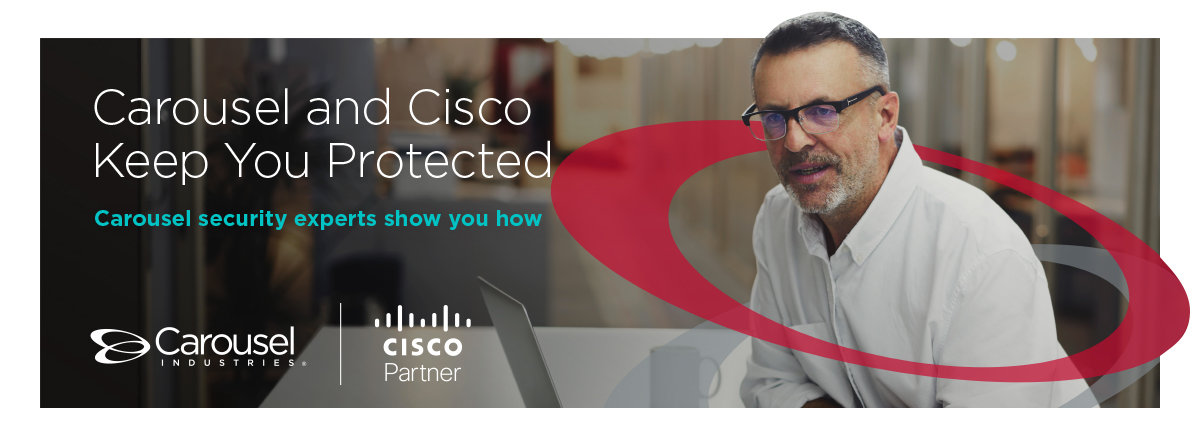 Carousel and Cisco
Keep You Protected
Carousel security experts show you how
Carousel
INDUSTRIES®
CISCO
Partner